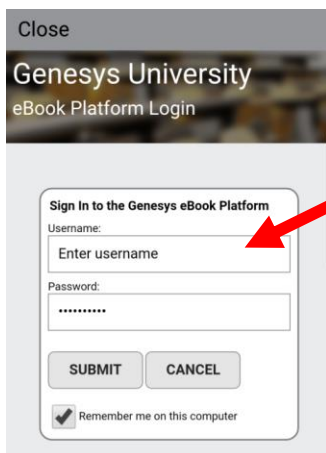 Close
Genesys University
eBook Platform Login
Sign In to the Genesys eBook Platform
Username:
Enter username
Password:
••••••••••
SUBMIT CANCEL
Remember me on this computer